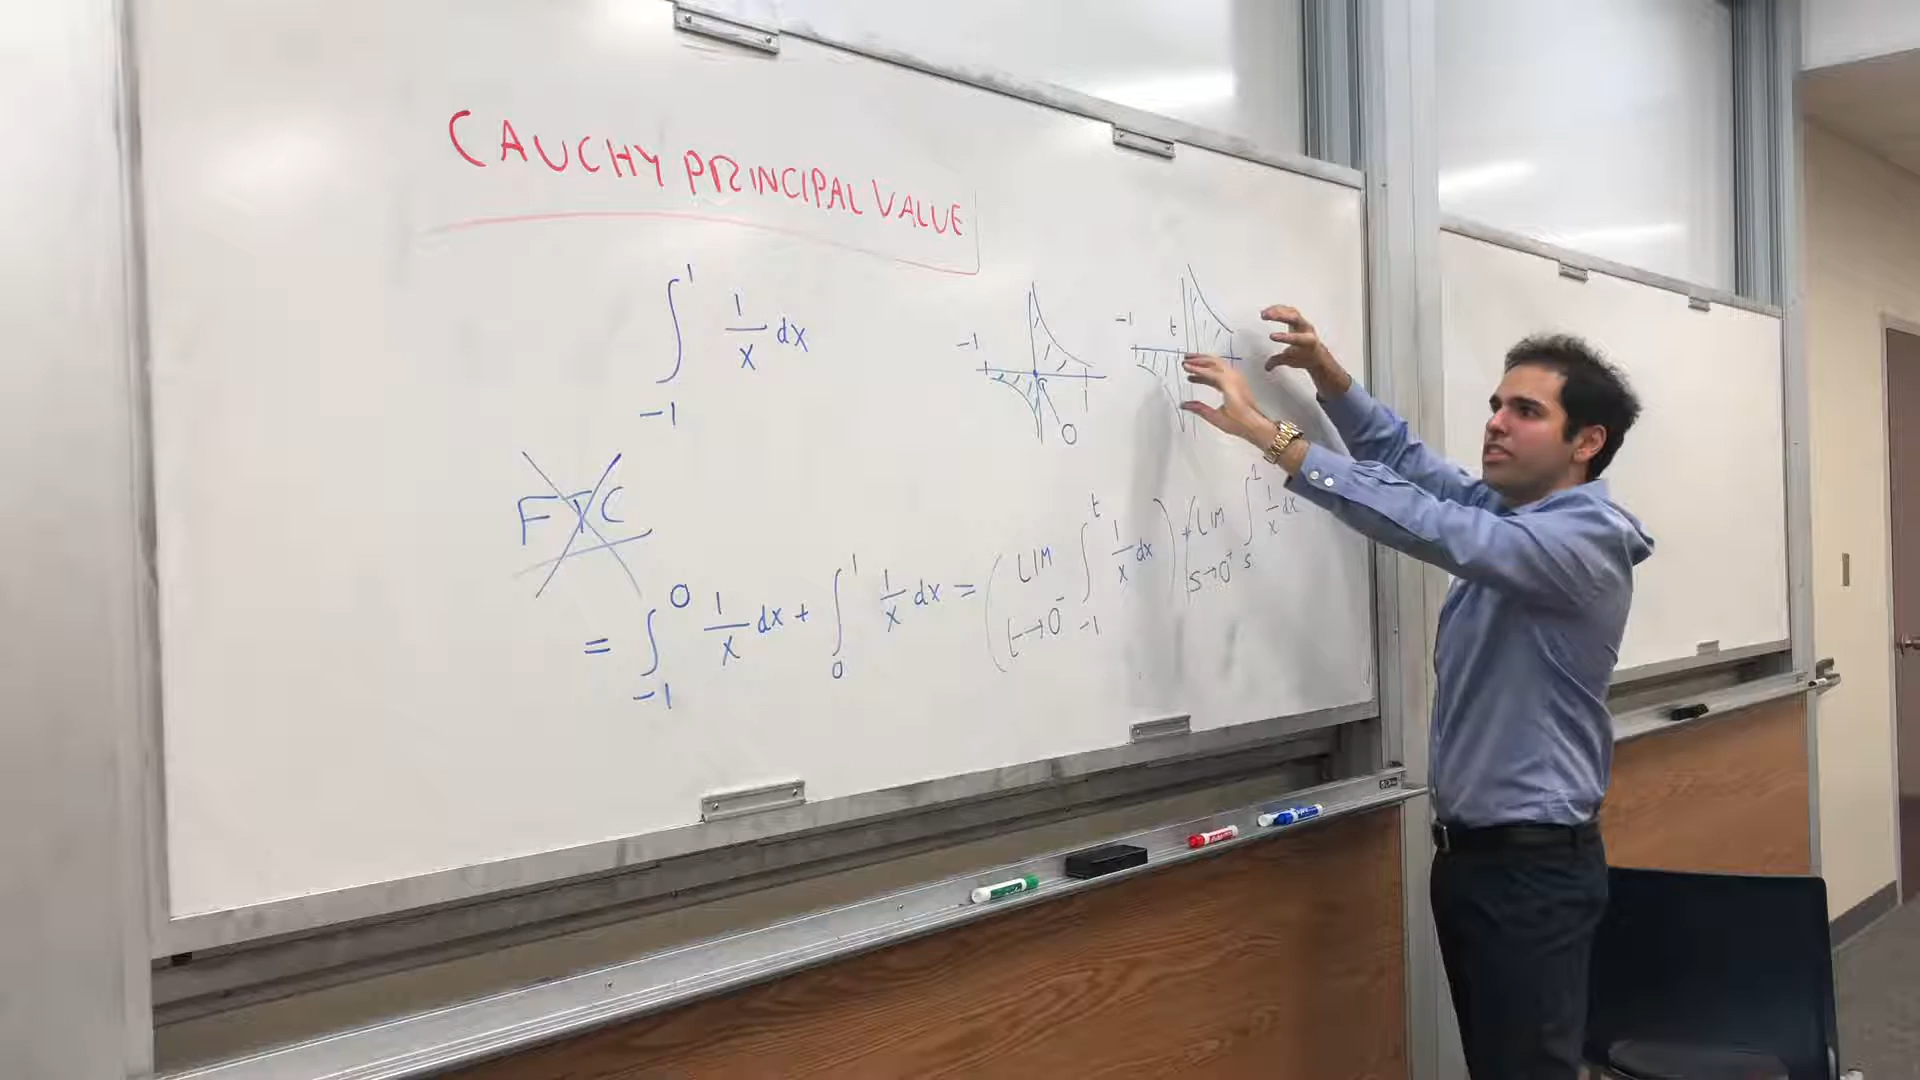 CAUCHY PRINCIPAL VALUE
∫_{-1}^{1} 1/x dx
-1 1 0
-1 t
FTC
= ∫_{-1}^{0} 1/x dx + ∫_{0}^{1} 1/x dx = (LIM_{t→0^-} ∫_{-1}^{t} 1/x dx) + (LIM_{s→0^+} ∫_{s}^{1} 1/x dx